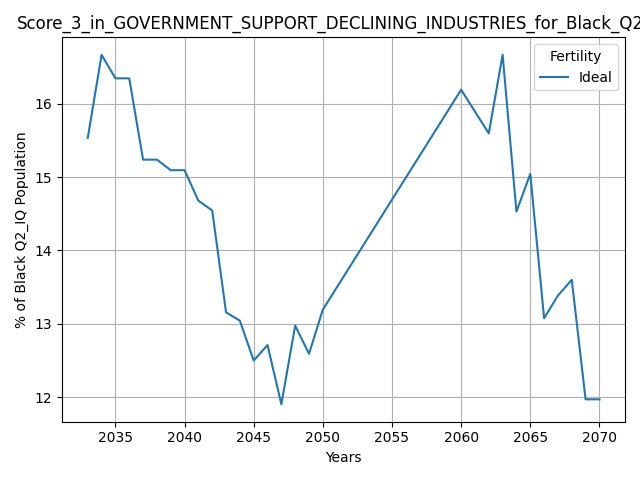 Score_3_in_GOVERNMENT_SUPPORT_DECLINING_INDUSTRIES_for_Black_Q2
Fertility
Ideal
% of Black Q2_IQ Population
16
15
14
13
12
2035 2040 2045 2050 2055 2060 2065 2070
Years